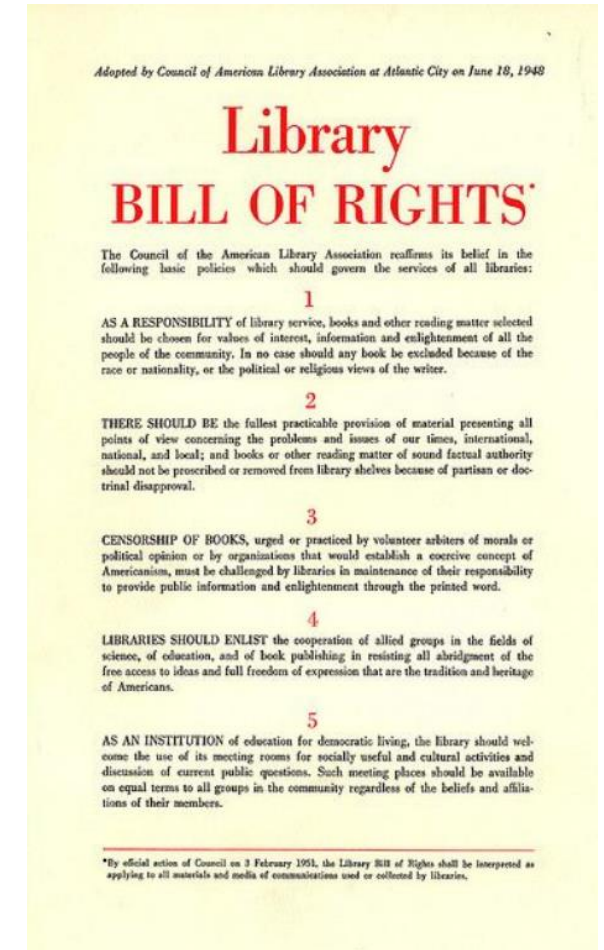 Adopted by Council of American Library Association at Atlantic City on June 18, 1948
Library
BILL OF RIGHTS*
The Council of the American Library Association reaffirms its belief in the
following basic policies which should govern the services of all libraries:
1
AS A RESPONSIBILITY of library service, books and other reading matter selected
should be chosen for values of interest, information and enlightenment of all the
people of the community. In no case should any book be excluded because of the
race or nationality, or the political or religious views of the writer.
2
THERE SHOULD BE the fullest practicable provision of material presenting all
points of view concerning the problems and issues of our times, international,
national, and local; and books or other reading matter of sound factual authority
should not be proscribed or removed from library shelves because of partisan or doc-
trinal disapproval.
3
CENSORSHIP OF BOOKS, urged or practiced by volunteer arbiters of morals or
political opinion or by organizations that would establish a coercive concept of
Americanism, must be challenged by libraries in maintenance of their responsibility
to provide public information and enlightenment through the printed word.
4
LIBRARIES SHOULD ENLIST the cooperation of allied groups in the fields of
science, of education, and of book publishing in resisting all abridgment of the
free access to ideas and full freedom of expression that are the tradition and heritage
of Americans.
5
AS AN INSTITUTION of education for democratic living, the library should wel-
come the use of its meeting rooms for socially useful and cultural activities and
discussion of current public questions. Such meeting places should be available
on equal terms to all groups in the community regardless of the beliefs and affilia-
tions of their members.
*By official action of Council on 3 February 1951, the Library Bill of Rights shall be interpreted as
applying to all materials and media of communications used or collected by libraries.